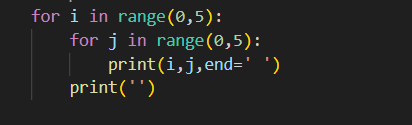 for i in range(0,5):
    for j in range(0,5):
        print(i,j,end=' ')
    print('')